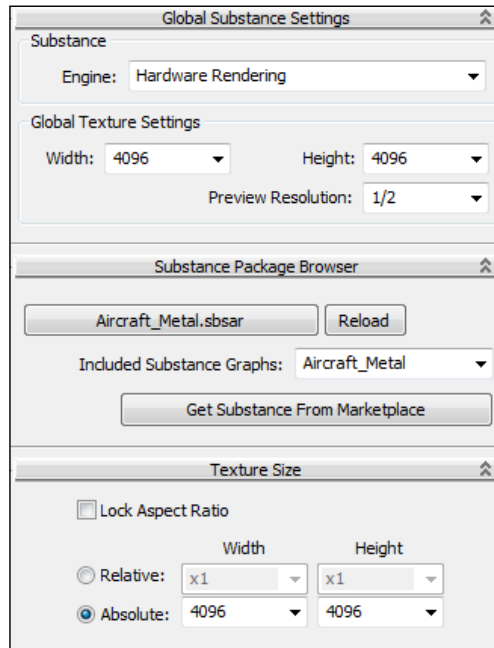 Global Substance Settings
Substance
Engine: Hardware Rendering
Global Texture Settings
Width: 4096 Height: 4096
Preview Resolution: 1/2
Substance Package Browser
Aircraft_Metal.sbsar Reload
Included Substance Graphs: Aircraft_Metal
Get Substance From Marketplace
Texture Size
Lock Aspect Ratio
Width Height
Relative: x1 x1
Absolute: 4096 4096